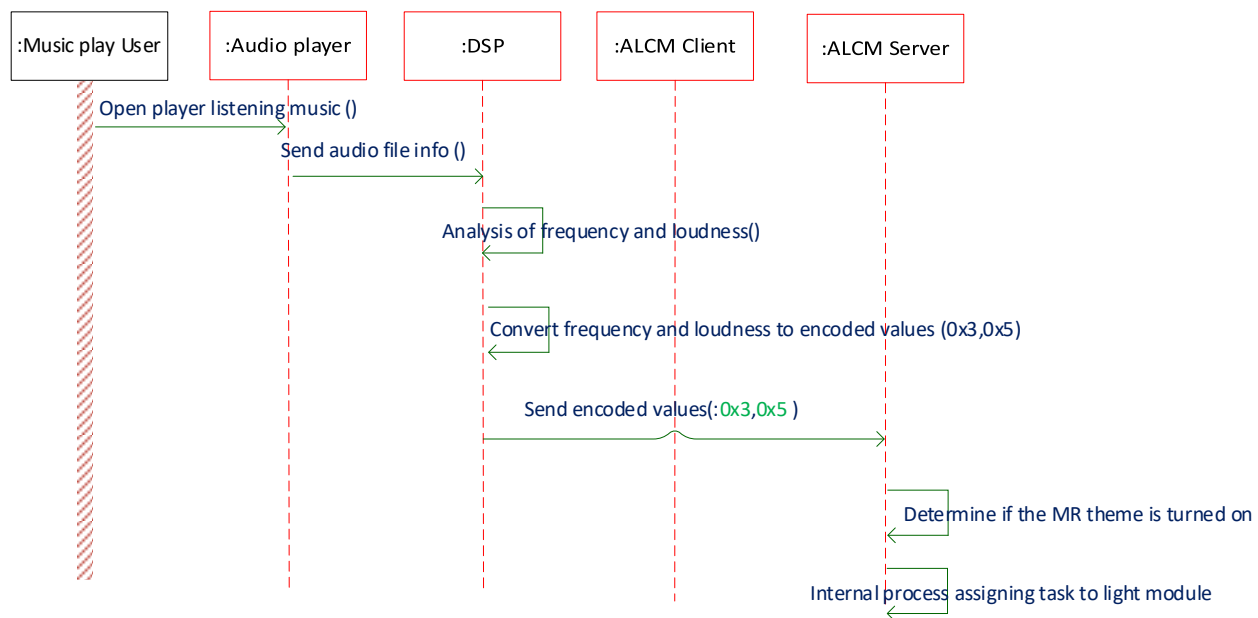 :Music play User
:Audio player
:DSP
:ALCM Client
:ALCM Server
Open player listening music ()
Send audio file info ()
Analysis of frequency and loudness()
Convert frequency and loudness to encoded values (0x3,0x5)
Send encoded values(:0x3,0x5 )
Determine if the MR theme is turned on
Internal process assigning task to light module